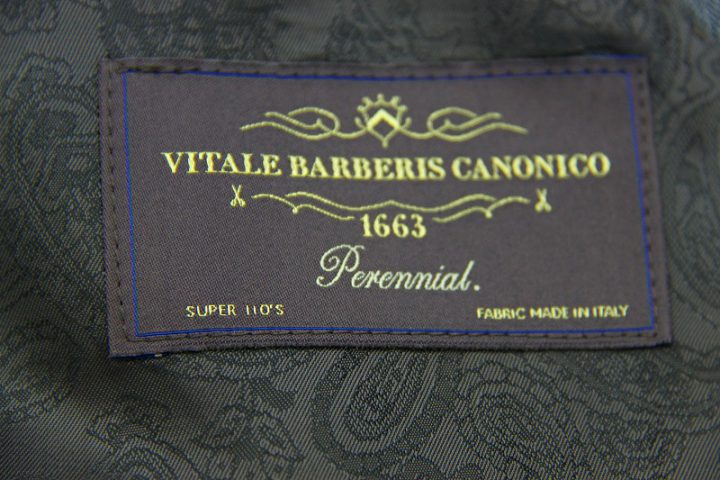 VITALE BARBERIS CANONICO
1663
Perennial.
SUPER 110'S
FABRIC MADE IN ITALY